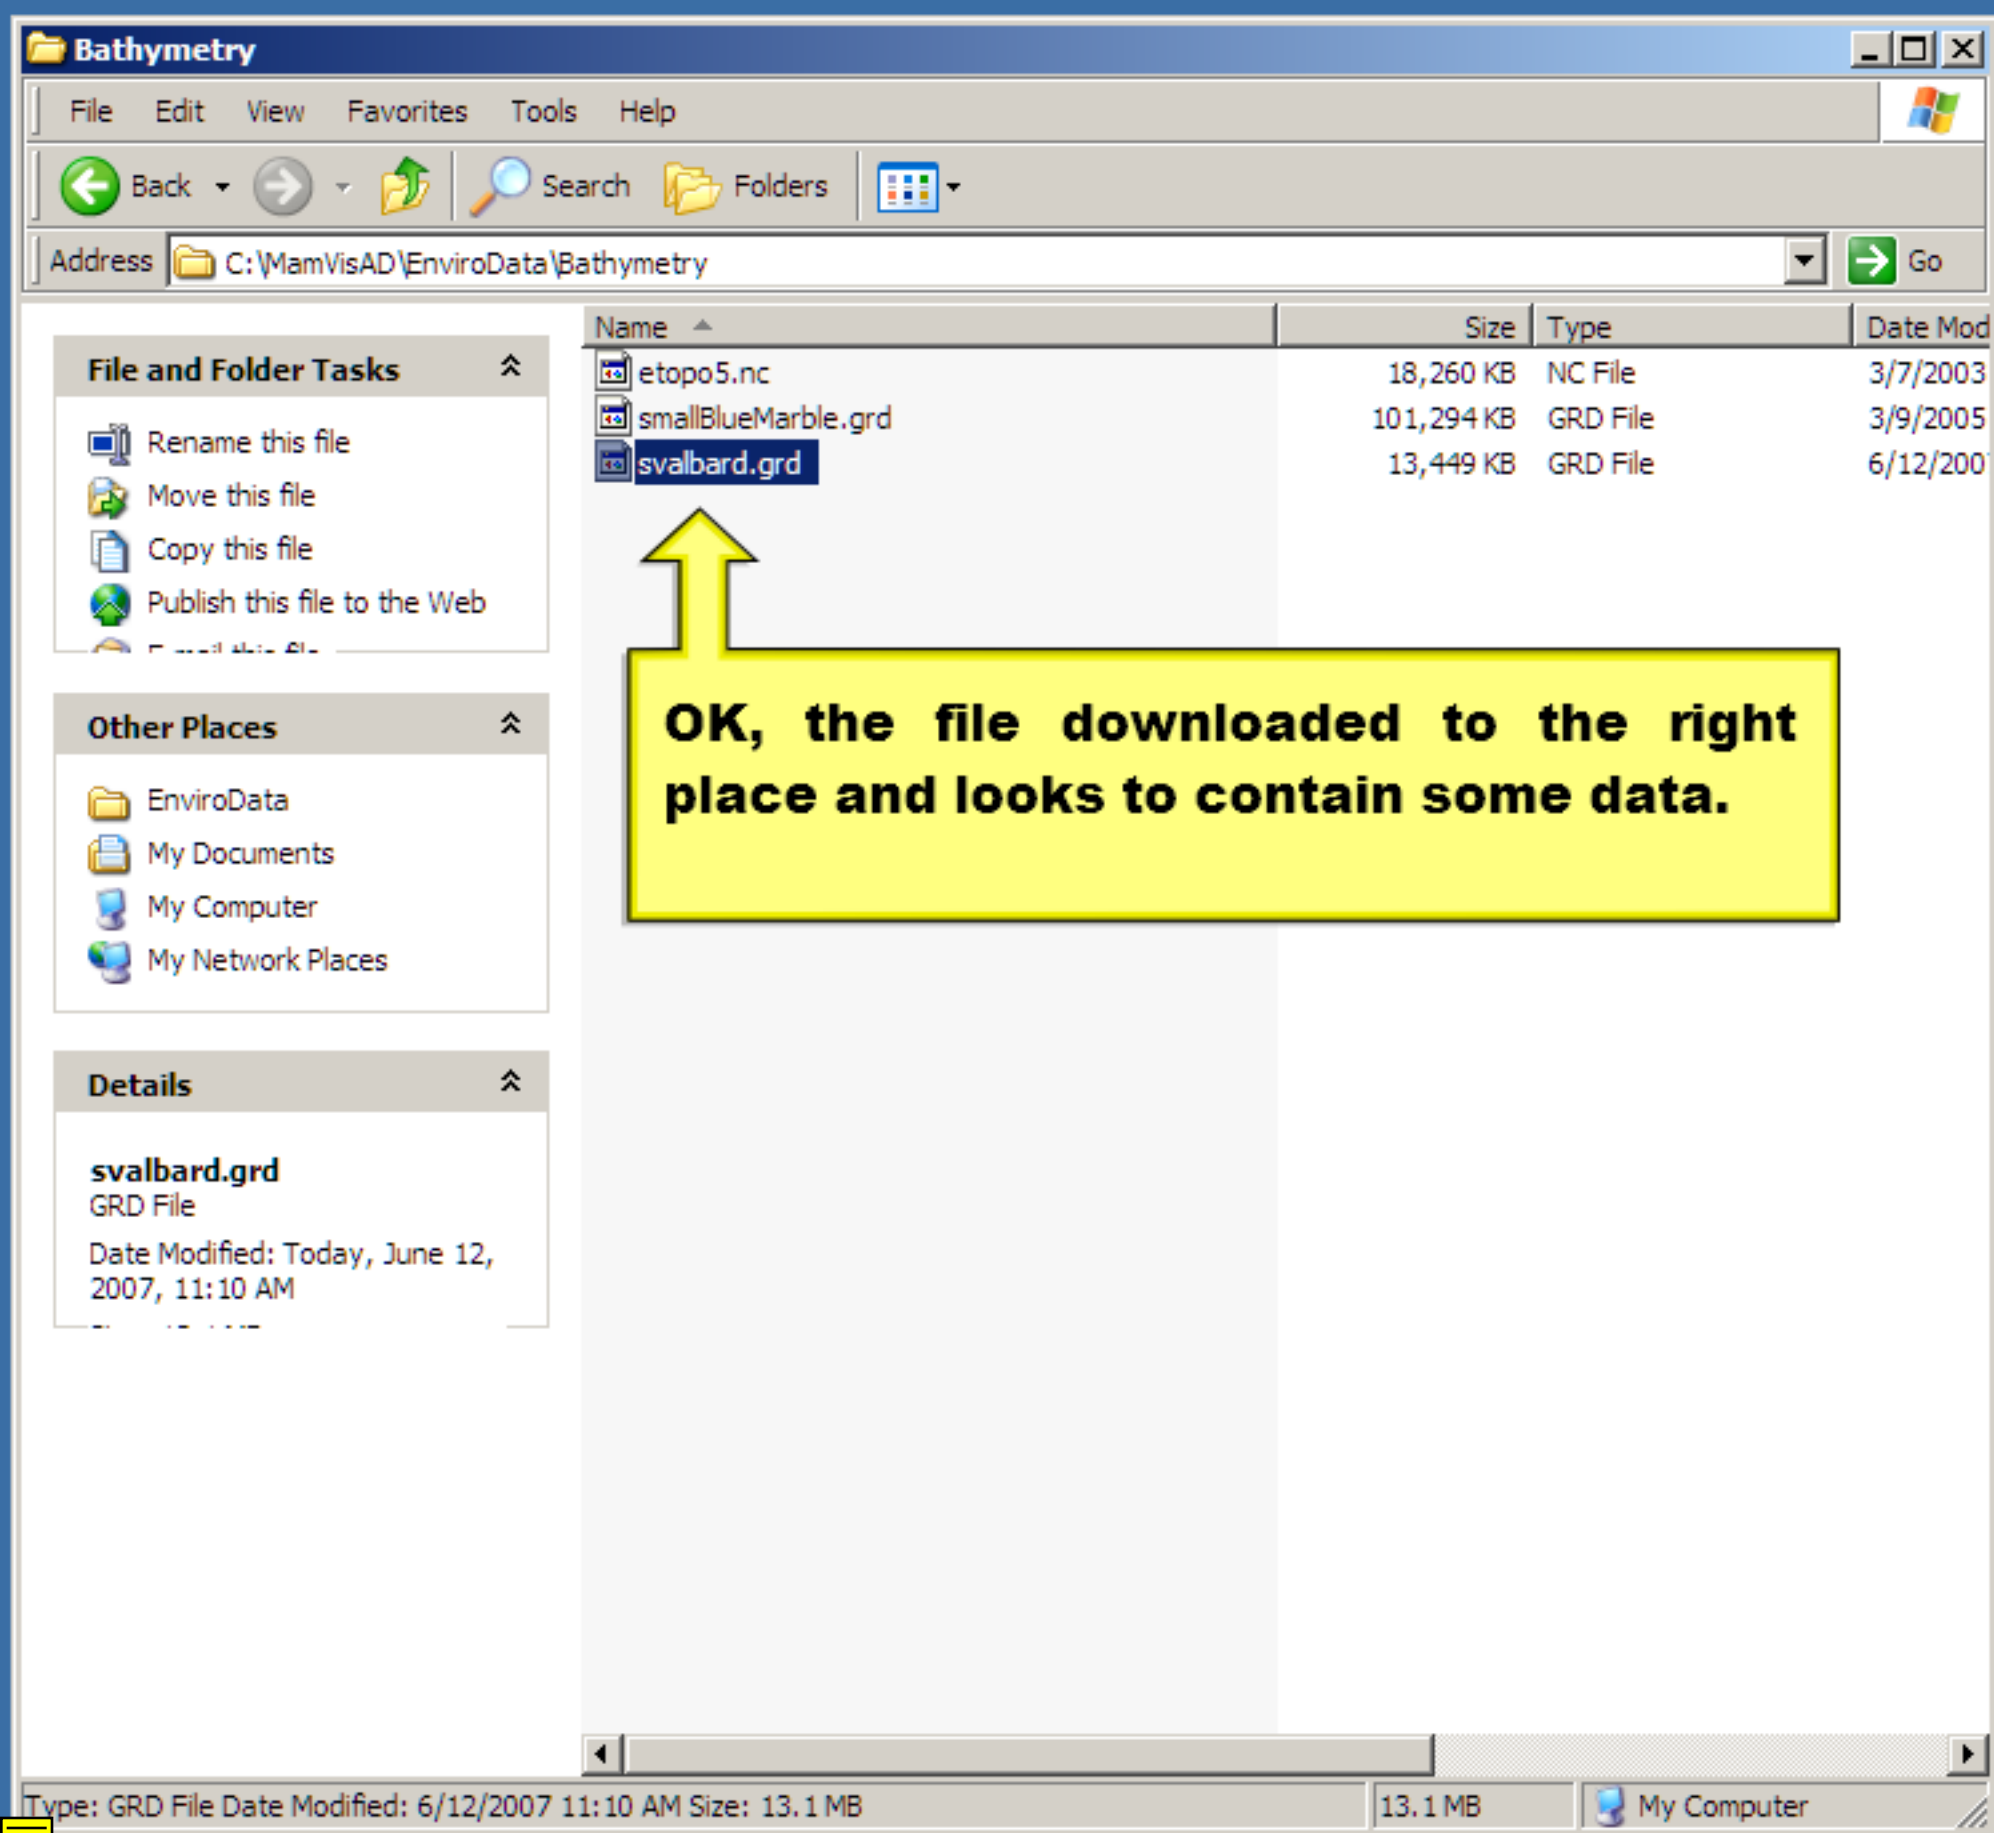 Bathymetry
File Edit View Favorites Tools Help
Back Search Folders
Address C:\MamVisAD\EnviroData\Bathymetry Go
Name Size Type Date Mod
etopo5.nc 18,260 KB NC File 3/7/2003
smallBlueMarble.grd 101,294 KB GRD File 3/9/2005
svalbard.grd 13,449 KB GRD File 6/12/200
File and Folder Tasks
Rename this file
Move this file
Copy this file
Publish this file to the Web
E-mail this file
OK, the file downloaded to the right
place and looks to contain some data.
Other Places
EnviroData
My Documents
My Computer
My Network Places
Details
svalbard.grd
GRD File
Date Modified: Today, June 12,
2007, 11:10 AM
Type: GRD File Date Modified: 6/12/2007 11:10 AM Size: 13.1 MB 13.1 MB My Computer